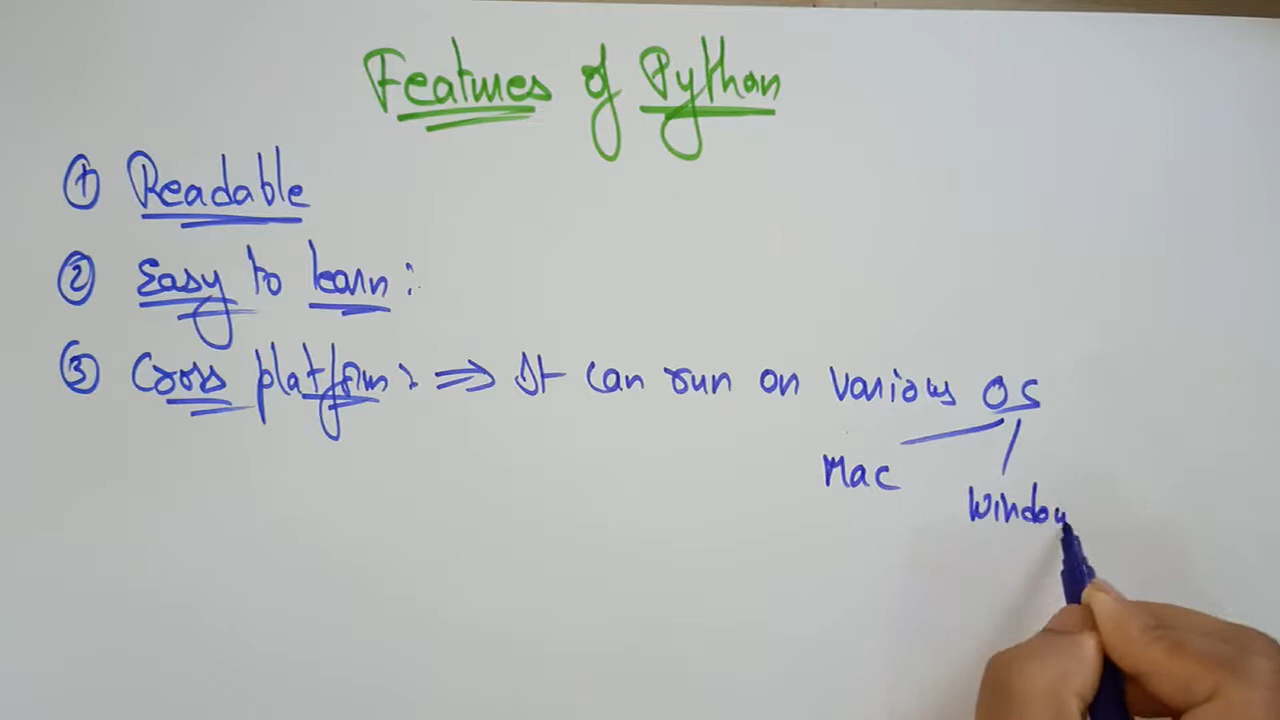 Features of Python
① Readable
② Easy to learn:
③ Cross platform: ⇒ It can run on various OS
Mac
Window